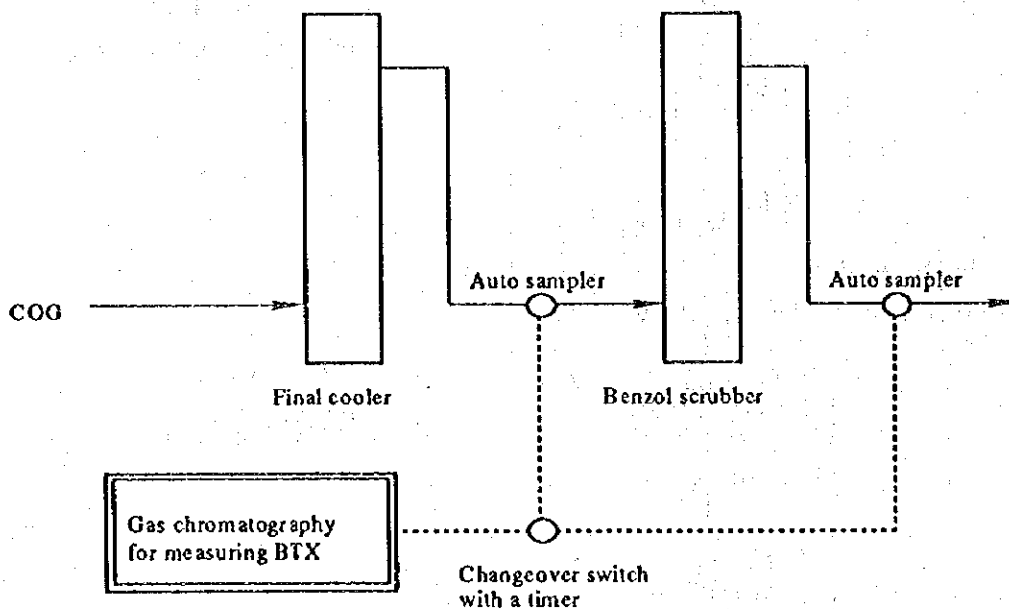 Auto sampler
Auto sampler
COG
Final cooler
Benzol scrubber
Gas chromatography
for measuring BTX
Changeover switch
with a timer